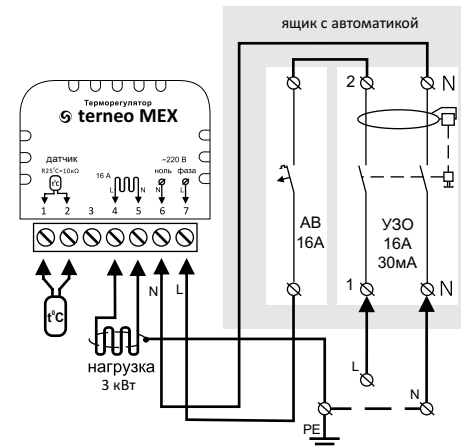 ящик с автоматикой
Терморегулятор
terneo MEX
датчик
R25°C=10кΩ
t°C
16 А
L
N
~220 В
ноль
фаза
N
L
1 2 3 4 5 6 7
t°C
нагрузка
3 кВт
N
L
АВ
16А
2
N
УЗО
16А
30мА
1
N
L
N
PE